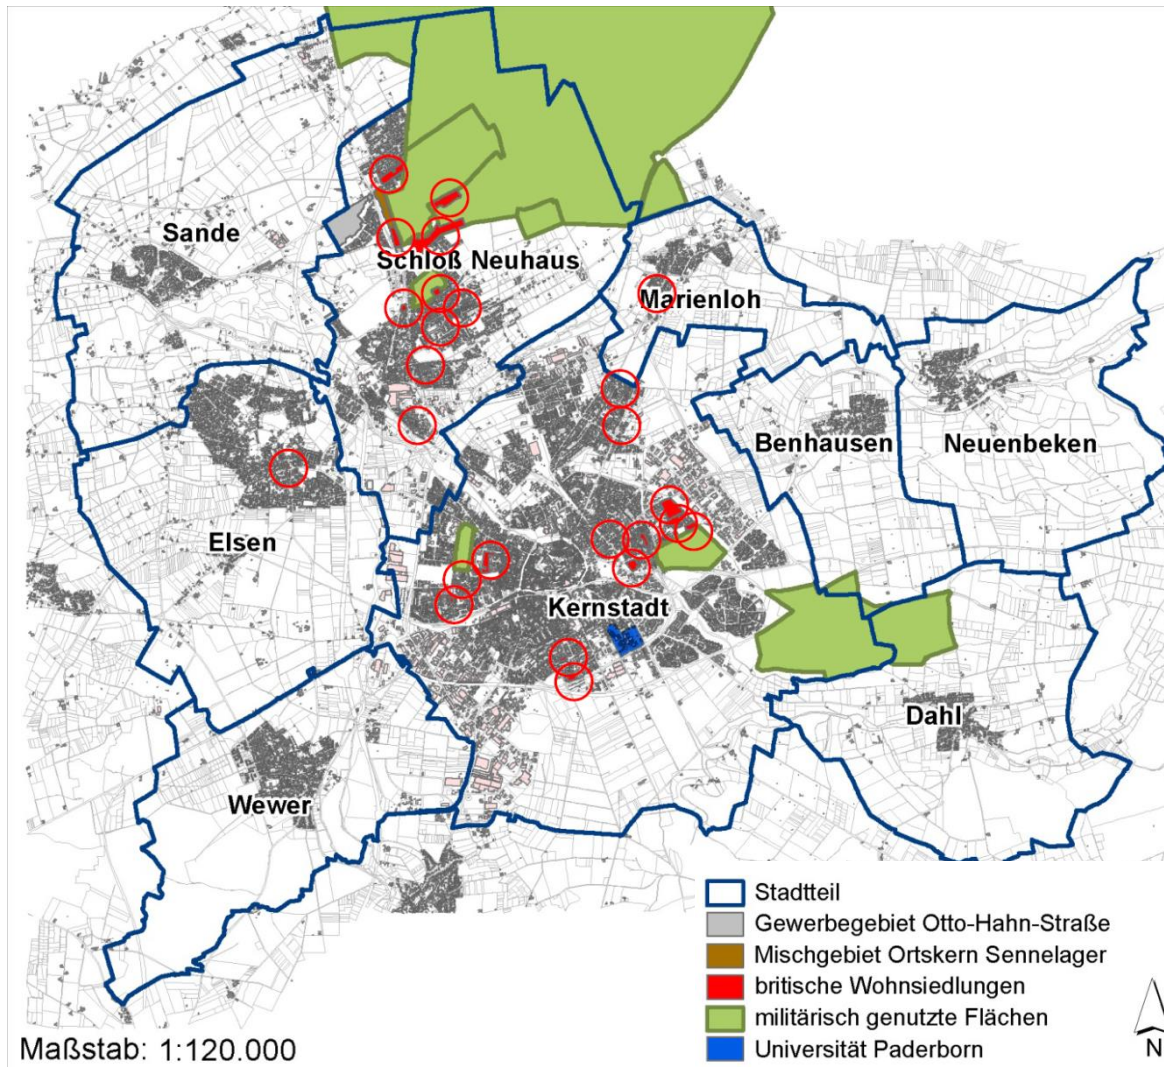 Sande
Schloß Neuhaus
Marienloh
Benhausen
Neuenbeken
Elsen
Kernstadt
Dahl
Wewer
Stadtteil
Gewerbegebiet Otto-Hahn-Straße
Mischgebiet Ortskern Sennelager
britische Wohnsiedlungen
militärisch genutzte Flächen
Universität Paderborn
Maßstab: 1:120.000
N